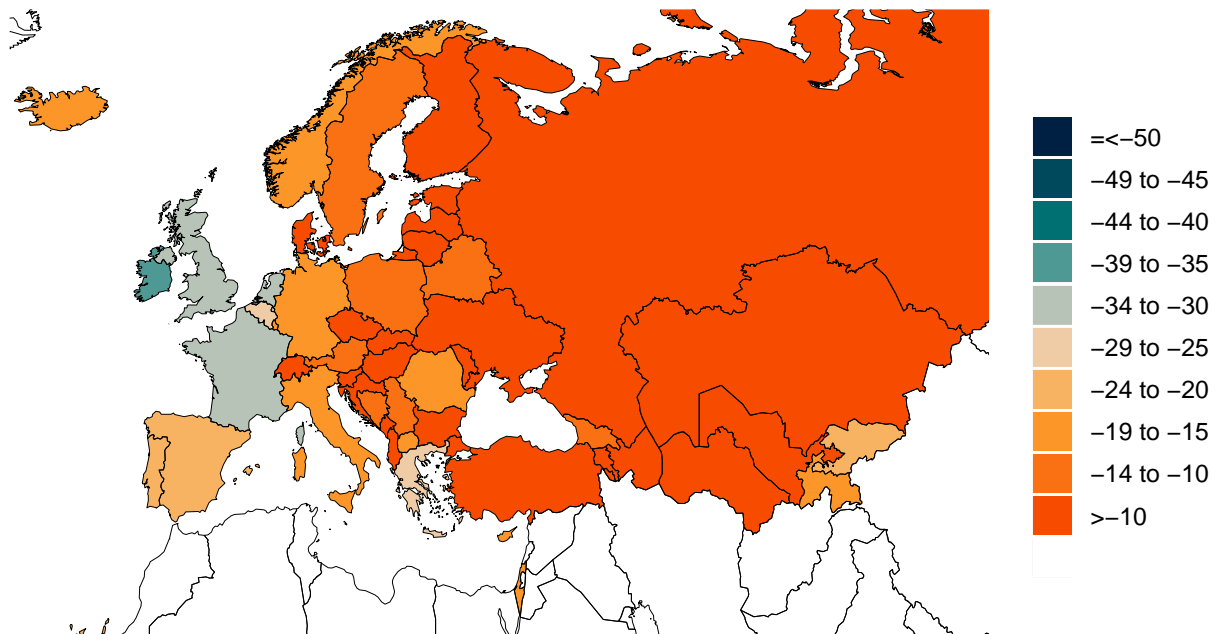 =<−50
−49 to −45
−44 to −40
−39 to −35
−34 to −30
−29 to −25
−24 to −20
−19 to −15
−14 to −10
>−10